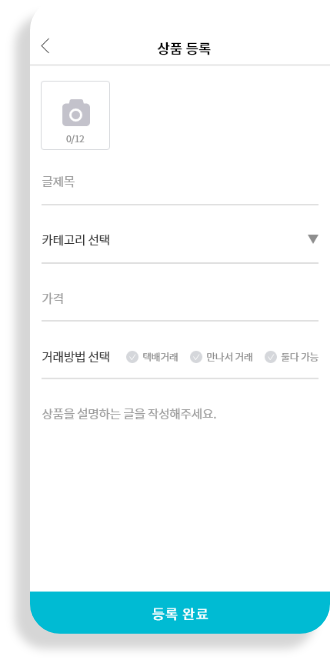 상품 등록
0/12
글제목
카테고리 선택
가격
거래방법 선택 택배거래 만나서 거래 둘다 가능
상품을 설명하는 글을 작성해주세요.
등록 완료